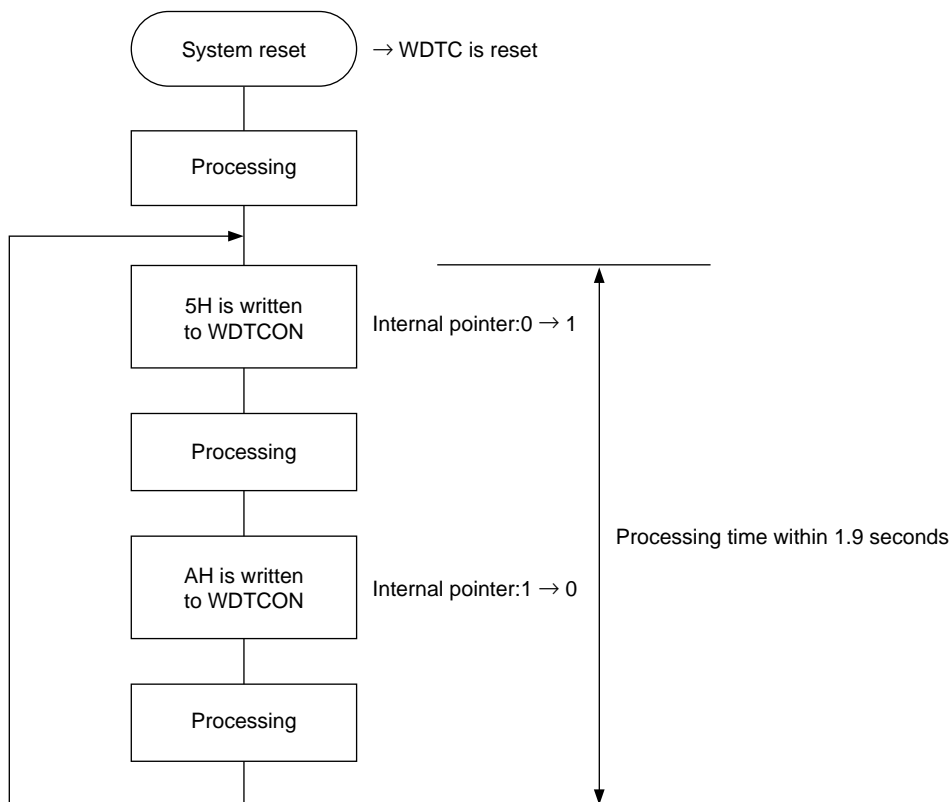 System reset
→ WDTC is reset
Processing
5H is written
to WDTCON
Internal pointer:0 → 1
Processing
Processing time within 1.9 seconds
AH is written
to WDTCON
Internal pointer:1 → 0
Processing